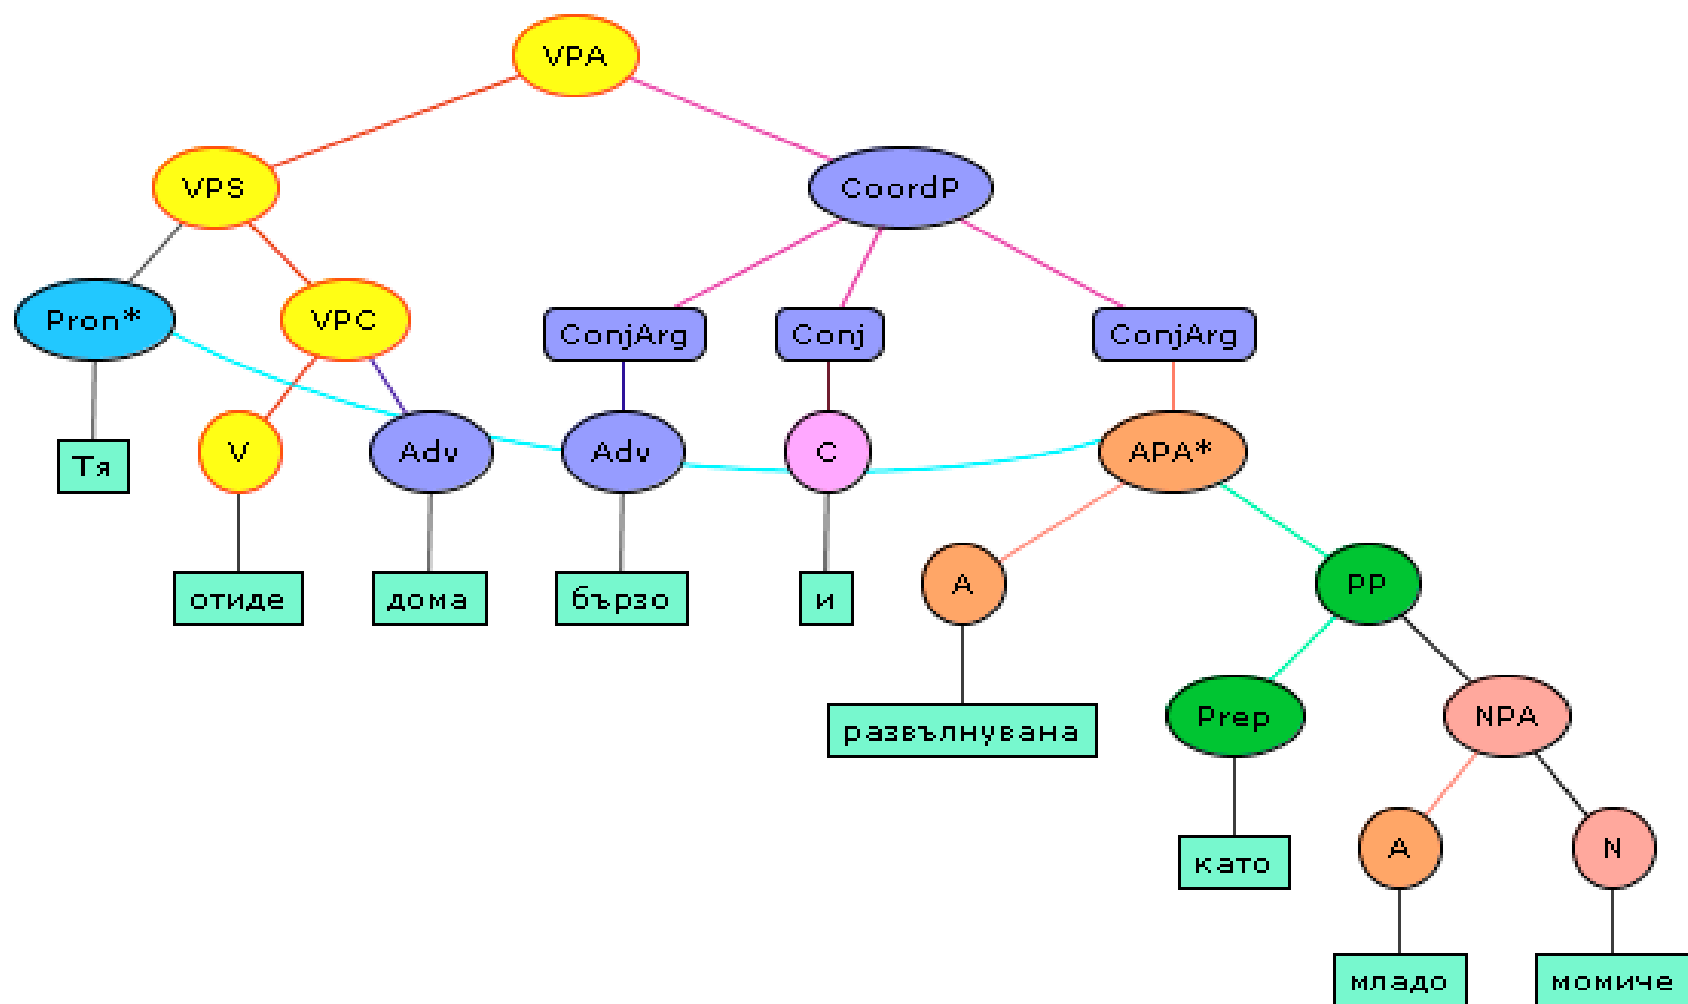 VPA
VPS CoordP
Pron* VPC ConjArg Conj ConjArg
Тя V Adv Adv C APA*
отиде дома бързо и A PP
развълнувана Prep NPA
като A N
младо момиче